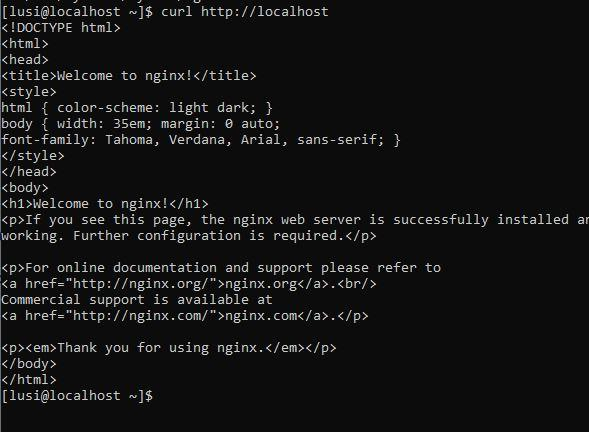 [lusi@localhost ~]$ curl http://localhost
<!DOCTYPE html>
<html>
<head>
<title>Welcome to nginx!</title>
<style>
html { color-scheme: light dark; }
body { width: 35em; margin: 0 auto;
font-family: Tahoma, Verdana, Arial, sans-serif; }
</style>
</head>
<body>
<h1>Welcome to nginx!</h1>
<p>If you see this page, the nginx web server is successfully installed
working. Further configuration is required.</p>

<p>For online documentation and support please refer to
<a href="http://nginx.org/">nginx.org</a>.<br/>
Commercial support is available at
<a href="http://nginx.com/">nginx.com</a>.</p>

<p><em>Thank you for using nginx.</em></p>
</body>
</html>
[lusi@localhost ~]$